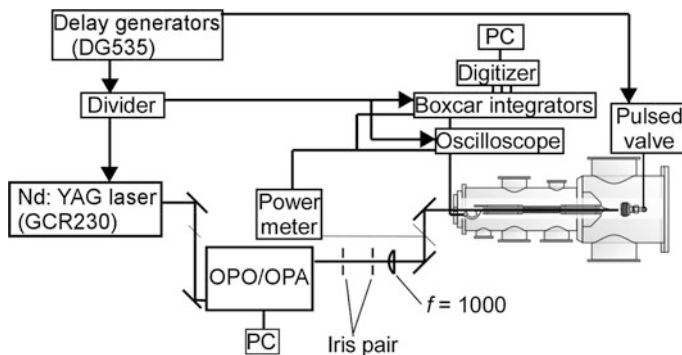 Delay generators
(DG535)
PC
Digitizer
Divider
Boxcar integrators
Pulsed
valve
Oscilloscope
Nd: YAG laser
(GCR230)
Power
meter
OPO/OPA
f = 1000
PC
Iris pair